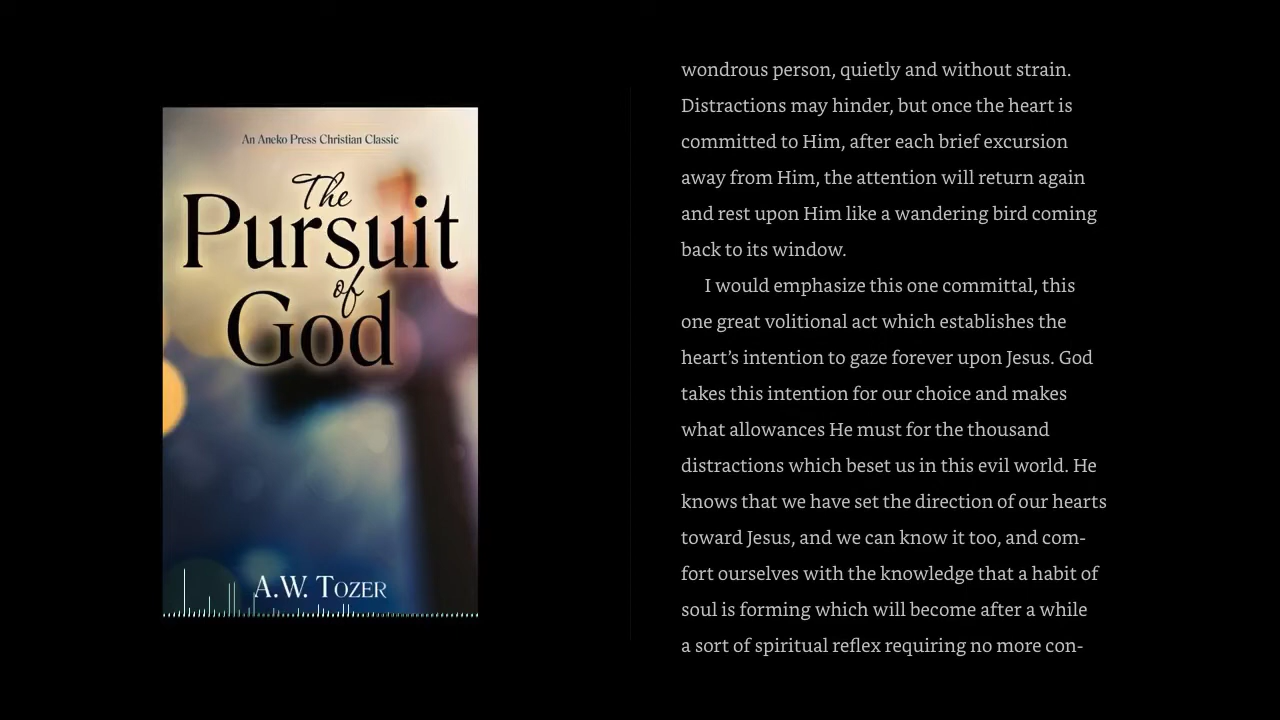 An Aneko Press Christian Classic
The
Pursuit
of
God
A.W. Tozer
wondrous person, quietly and without strain.
Distractions may hinder, but once the heart is
committed to Him, after each brief excursion
away from Him, the attention will return again
and rest upon Him like a wandering bird coming
back to its window.
I would emphasize this one committal, this
one great volitional act which establishes the
heart’s intention to gaze forever upon Jesus. God
takes this intention for our choice and makes
what allowances He must for the thousand
distractions which beset us in this evil world. He
knows that we have set the direction of our hearts
toward Jesus, and we can know it too, and com-
fort ourselves with the knowledge that a habit of
soul is forming which will become after a while
a sort of spiritual reflex requiring no more con-